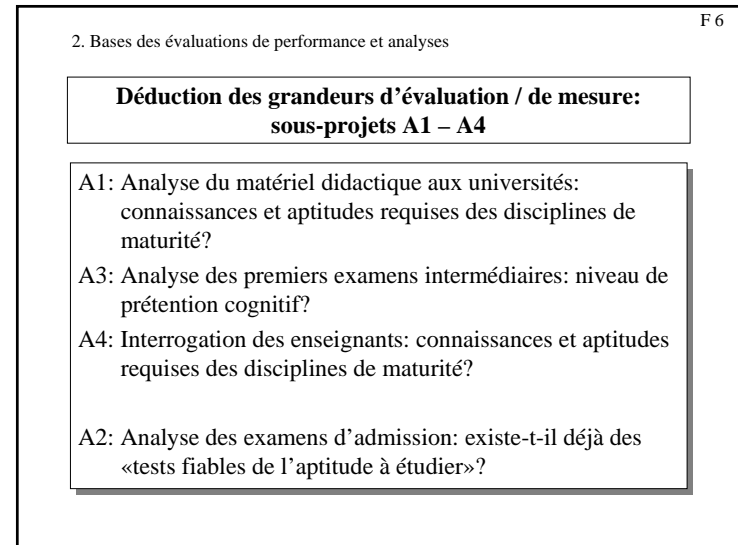 F 6
2. Bases des évaluations de performance et analyses
Déduction des grandeurs d’évaluation / de mesure:
sous-projets A1 – A4
A1: Analyse du matériel didactique aux universités:
connaissances et aptitudes requises des disciplines de
maturité?
A3: Analyse des premiers examens intermédiaires: niveau de
prétention cognitif?
A4: Interrogation des enseignants: connaissances et aptitudes
requises des disciplines de maturité?
A2: Analyse des examens d’admission: existe-t-il déjà des
«tests fiables de l’aptitude à étudier»?